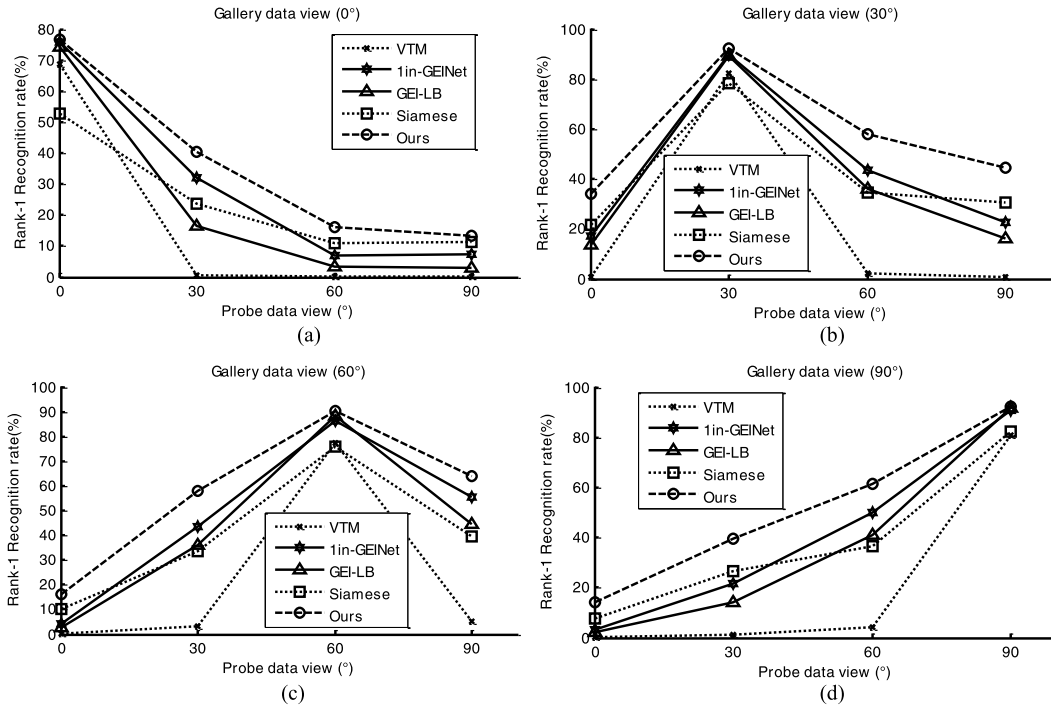 Gallery data view (0°)
80
70
60
50
40
30
20
10
0
Rank-1 Recognition rate(%)
VTM
1in-GEINet
GEI-LB
Siamese
Ours
0
30
60
90
Probe data view (°)
(a)
Gallery data view (30°)
100
80
60
40
20
0
Rank-1 Recognition rate(%)
VTM
1in-GEINet
GEI-LB
Siamese
Ours
0
30
60
90
Probe data view (°)
(b)
Gallery data view (60°)
100
90
80
70
60
50
40
30
20
10
0
Rank-1 Recognition rate(%)
VTM
1in-GEINet
GEI-LB
Siamese
Ours
0
30
60
90
Probe data view (°)
(c)
Gallery data view (90°)
100
80
60
40
20
0
Rank-1 Recognition rate(%)
VTM
1in-GEINet
GEI-LB
Siamese
Ours
0
30
60
90
Probe data view (°)
(d)